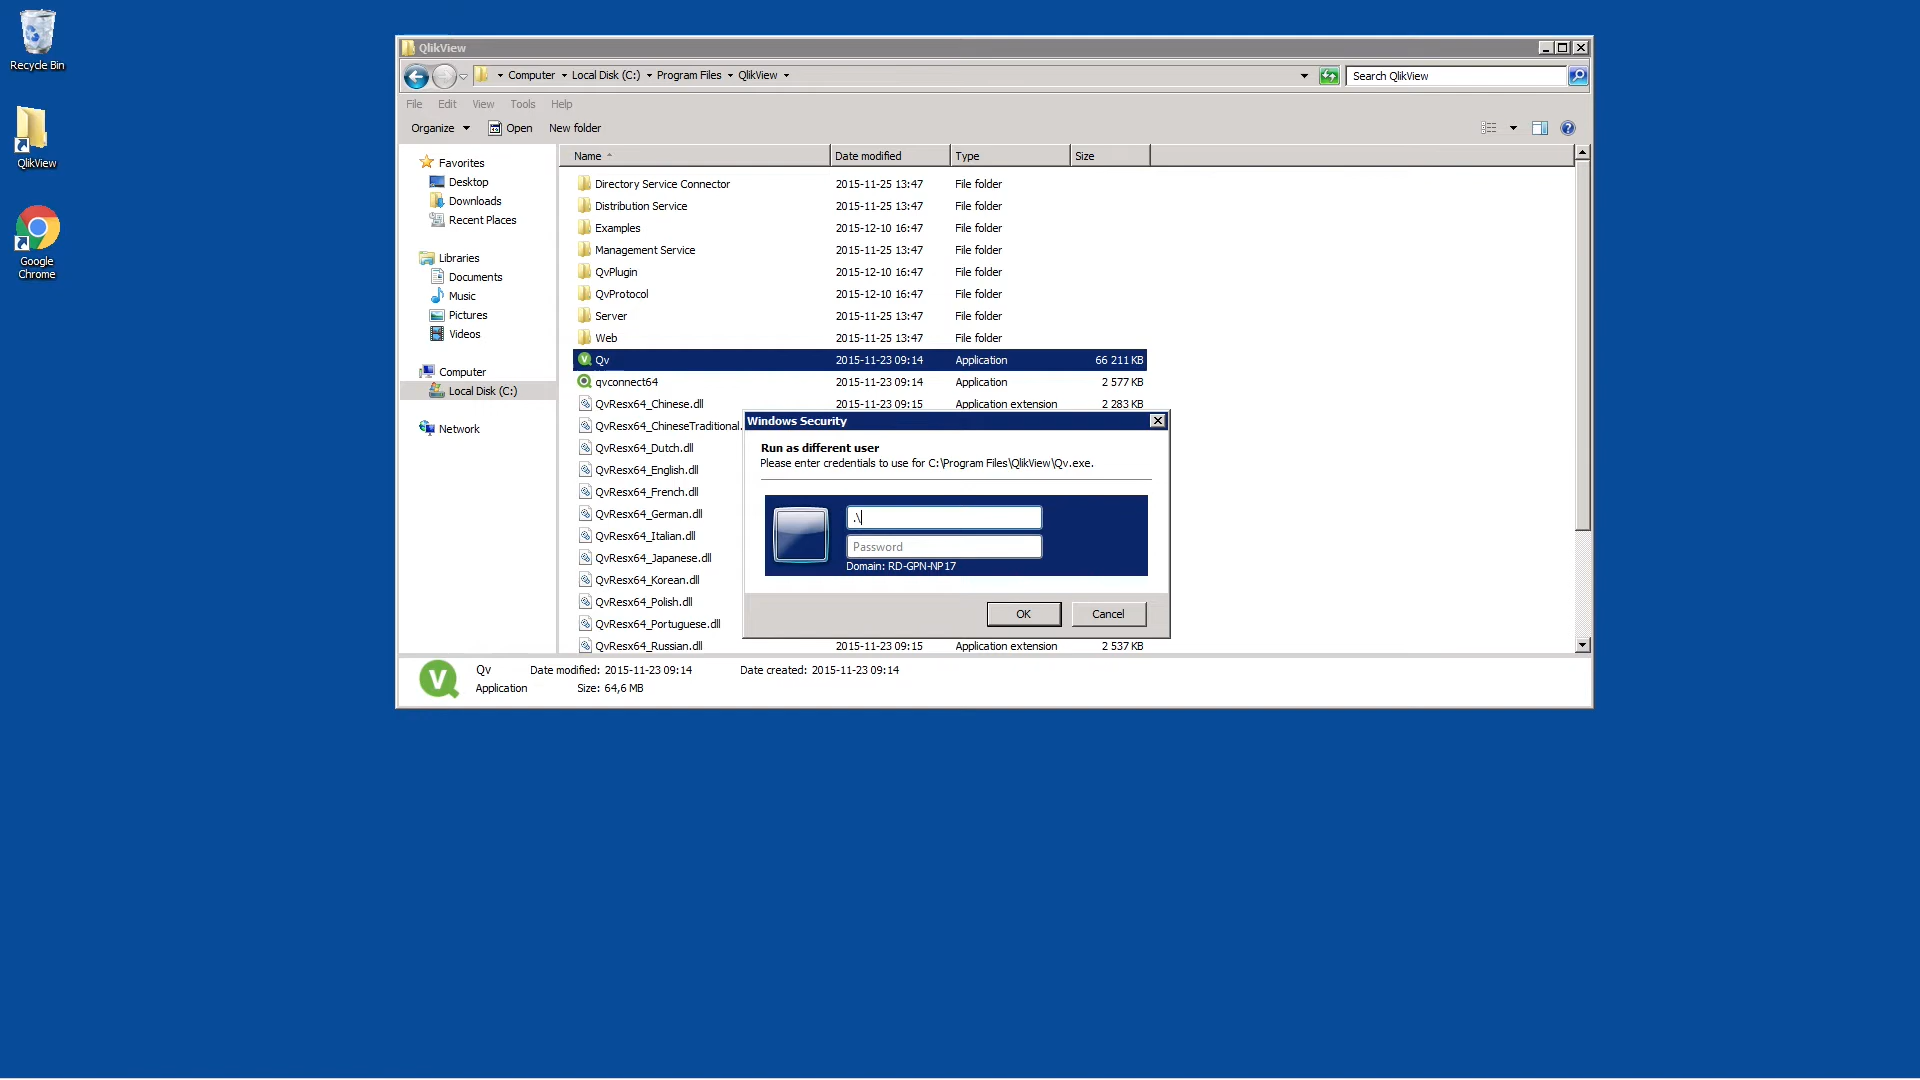 Recycle Bin
QlikView
Google
Chrome
QlikView
Computer Local Disk (C:) Program Files QlikView
Search QlikView
File Edit View Tools Help
Organize Open New folder
Favorites
Desktop
Downloads
Recent Places
Libraries
Documents
Music
Pictures
Videos
Computer
Local Disk (C:)
Network
Name Date modified Type Size
Directory Service Connector 2015-11-25 13:47 File folder
Distribution Service 2015-11-25 13:47 File folder
Examples 2015-12-10 16:47 File folder
Management Service 2015-11-25 13:47 File folder
QvPlugin 2015-12-10 16:47 File folder
QvProtocol 2015-12-10 16:47 File folder
Server 2015-11-25 13:47 File folder
Web 2015-11-25 13:47 File folder
Qv 2015-11-23 09:14 Application 66 211 KB
qvconnect64 2015-11-23 09:14 Application 2 577 KB
QvResx64_Chinese.dll 2015-11-23 09:15 Application extension 2 283 KB
QvResx64_ChineseTraditional.
QvResx64_Dutch.dll
QvResx64_English.dll
QvResx64_French.dll
QvResx64_German.dll
QvResx64_Italian.dll
QvResx64_Japanese.dll
QvResx64_Korean.dll
QvResx64_Polish.dll
QvResx64_Portuguese.dll
QvResx64_Russian.dll 2015-11-23 09:15 Application extension 2 537 KB
Windows Security
Run as different user
Please enter credentials to use for C:\Program Files\QlikView\Qv.exe.
.\
Password
Domain: RD-GPN-NP17
OK Cancel
Qv Date modified: 2015-11-23 09:14 Date created: 2015-11-23 09:14
Application Size: 64,6 MB